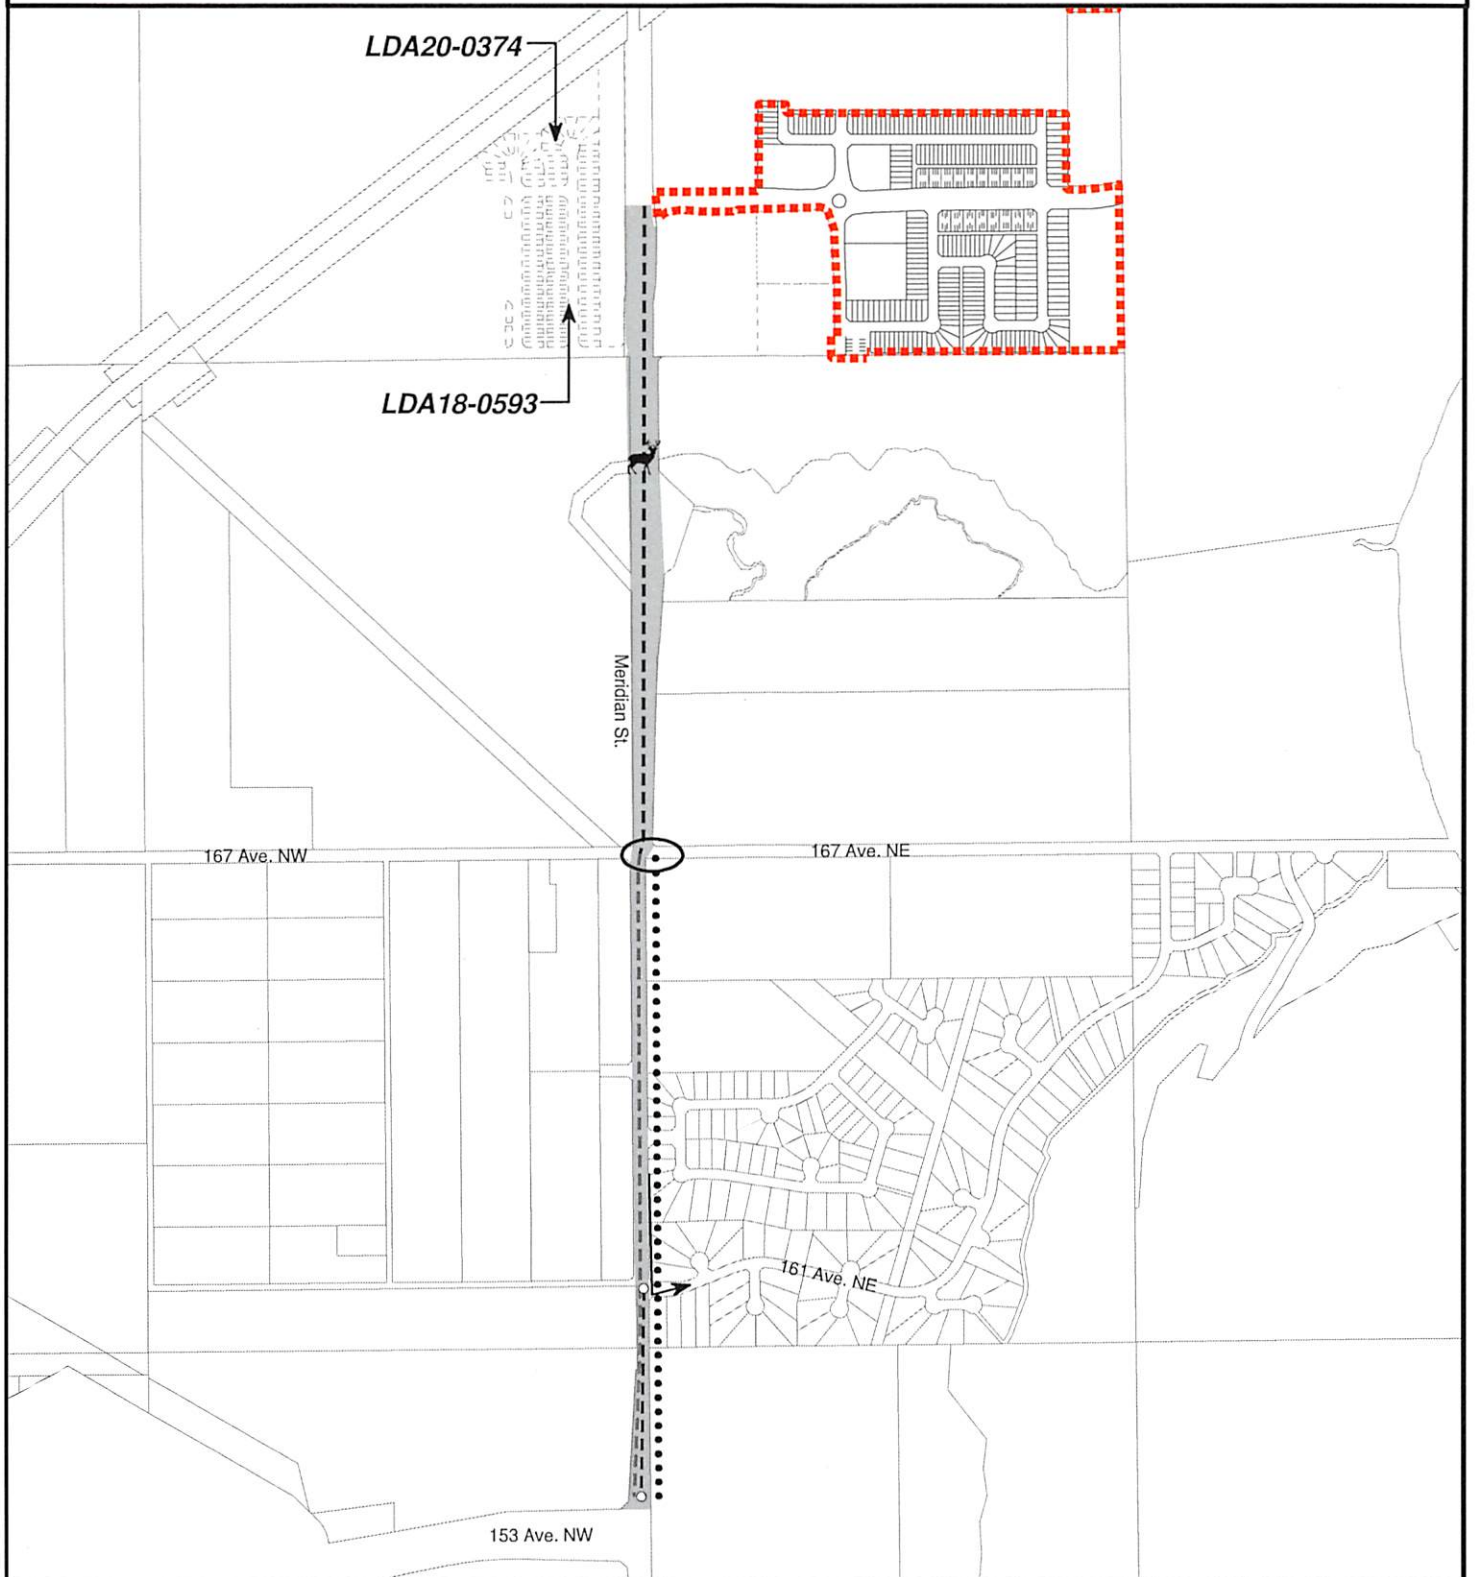 LDA20-0374
LDA18-0593
Meridian St.
167 Ave. NW
167 Ave. NE
161 Ave. NE
153 Ave. NW